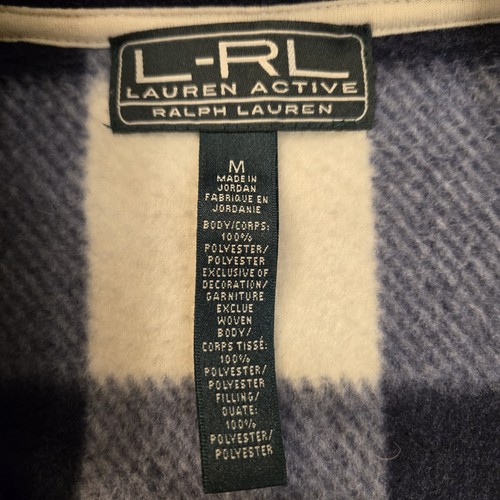 L-RL
LAUREN ACTIVE
RALPH LAUREN
M
MADE IN
JORDAN
FABRIQUE EN
JORDANIE
BODY/CORPS:
100%
POLYESTER/
POLYESTER
EXCLUSIVE OF
DECORATION/
GARNITURE
EXCLUE
WOVEN
BODY/
CORPS TISSÉ:
100%
POLYESTER/
POLYESTER
FILLING/
OUATE:
100%
POLYESTER/
POLYESTER